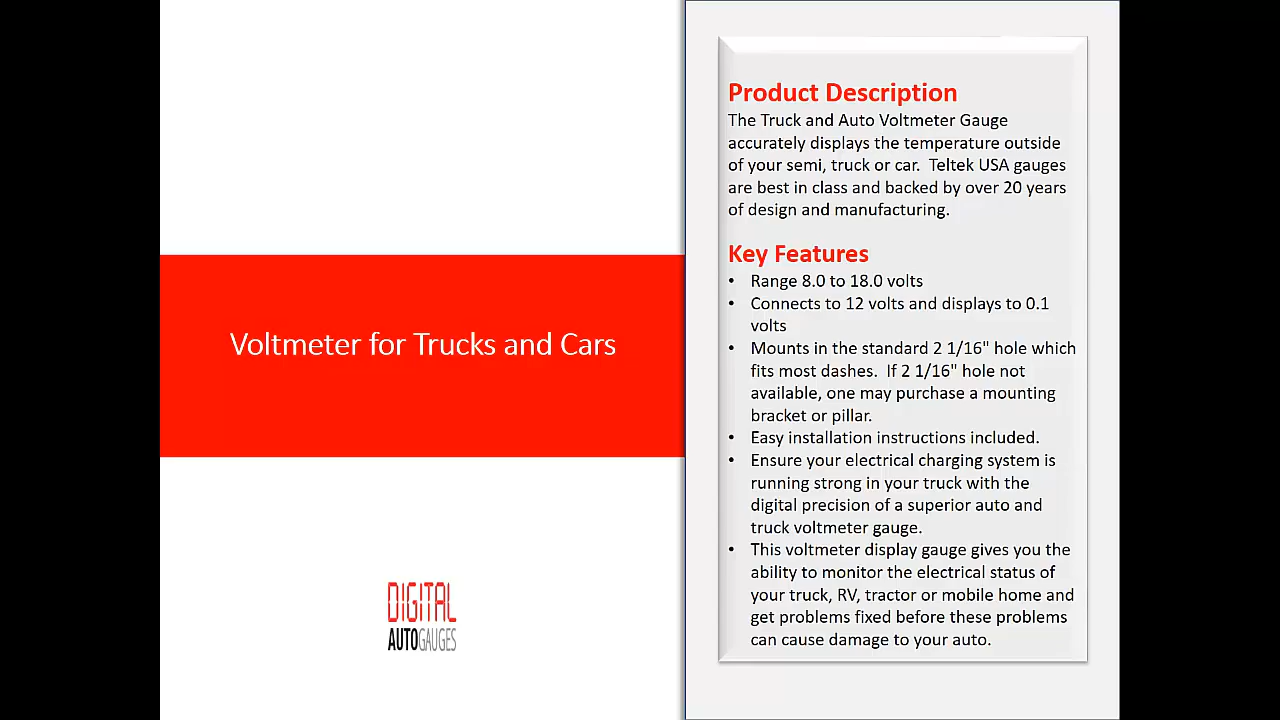 Voltmeter for Trucks and Cars
DIGITAL
AUTOGAUGES
Product Description
The Truck and Auto Voltmeter Gauge
accurately displays the temperature outside
of your semi, truck or car.  Teltek USA gauges
are best in class and backed by over 20 years
of design and manufacturing.
Key Features
• Range 8.0 to 18.0 volts
• Connects to 12 volts and displays to 0.1
volts
• Mounts in the standard 2 1/16" hole which
fits most dashes.  If 2 1/16" hole not
available, one may purchase a mounting
bracket or pillar.
• Easy installation instructions included.
• Ensure your electrical charging system is
running strong in your truck with the
digital precision of a superior auto and
truck voltmeter gauge.
• This voltmeter display gauge gives you the
ability to monitor the electrical status of
your truck, RV, tractor or mobile home and
get problems fixed before these problems
can cause damage to your auto.